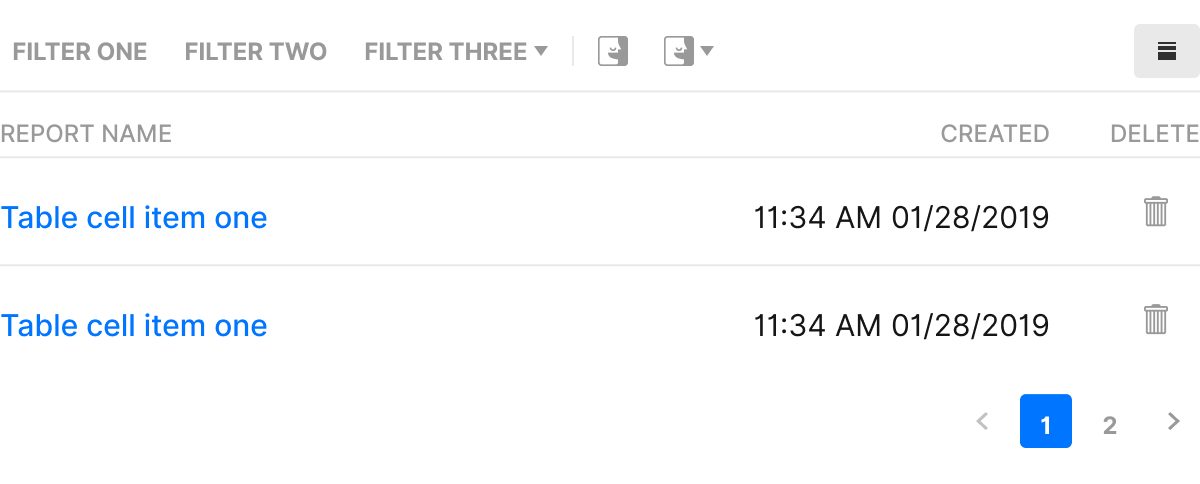 FILTER ONE FILTER TWO FILTER THREE
REPORT NAME CREATED DELETE
Table cell item one 11:34 AM 01/28/2019
Table cell item one 11:34 AM 01/28/2019
1 2